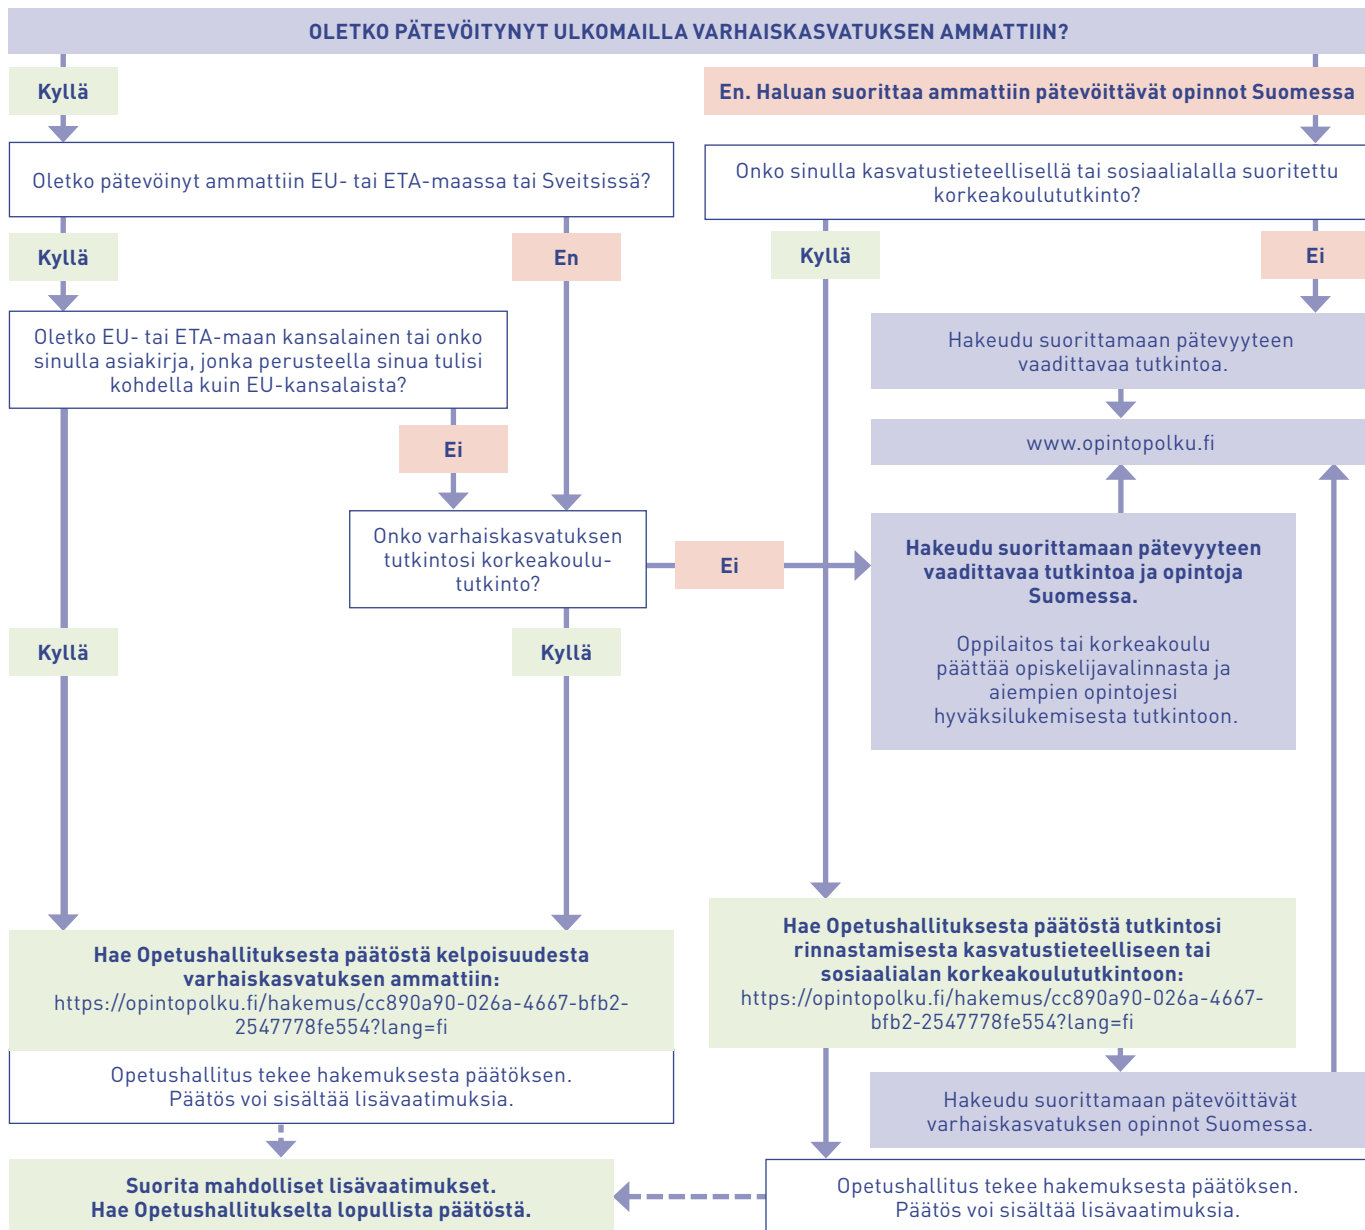 OLETKO PÄTEVÖITYNYT ULKOMAILLA VARHAISKASVATUKSEN AMMATTIIN?
Kyllä
En. Haluan suorittaa ammattiin pätevöittävät opinnot Suomessa
Oletko pätevöinyt ammattiin EU- tai ETA-maassa tai Sveitsissä?
Onko sinulla kasvatustieteellisellä tai sosiaalialalla suoritettu
korkeakoulututkinto?
Kyllä
En
Kyllä
Ei
Oletko EU- tai ETA-maan kansalainen tai onko
sinulla asiakirja, jonka perusteella sinua tulisi
kohdella kuin EU-kansalaista?
Hakeudu suorittamaan pätevyyteen
vaadittavaa tutkintoa.
Ei
www.opintopolku.fi
Onko varhaiskasvatuksen
tutkintosi korkeakoulu-
tutkinto?
Ei
Hakeudu suorittamaan pätevyyteen
vaadittavaa tutkintoa ja opintoja
Suomessa.
Oppilaitos tai korkeakoulu
päättää opiskelijavalinnasta ja
aiempien opintojesi
hyväksilukemisesta tutkintoon.
Kyllä
Kyllä
Hae Opetushallituksesta päätöstä kelpoisuudesta
varhaiskasvatuksen ammattiin:
https://opintopolku.fi/hakemus/cc890a90-026a-4667-bfb2-
2547778fe554?lang=fi
Opetushallitus tekee hakemuksesta päätöksen.
Päätös voi sisältää lisävaatimuksia.
Hae Opetushallituksesta päätöstä tutkintosi
rinnastamisesta kasvatustieteelliseen tai
sosiaalialan korkeakoulututkintoon:
https://opintopolku.fi/hakemus/cc890a90-026a-4667-
bfb2-2547778fe554?lang=fi
Hakeudu suorittamaan pätevöittävät
varhaiskasvatuksen opinnot Suomessa.
Suorita mahdolliset lisävaatimukset.
Hae Opetushallitukselta lopullista päätöstä.
Opetushallitus tekee hakemuksesta päätöksen.
Päätös voi sisältää lisävaatimuksia.